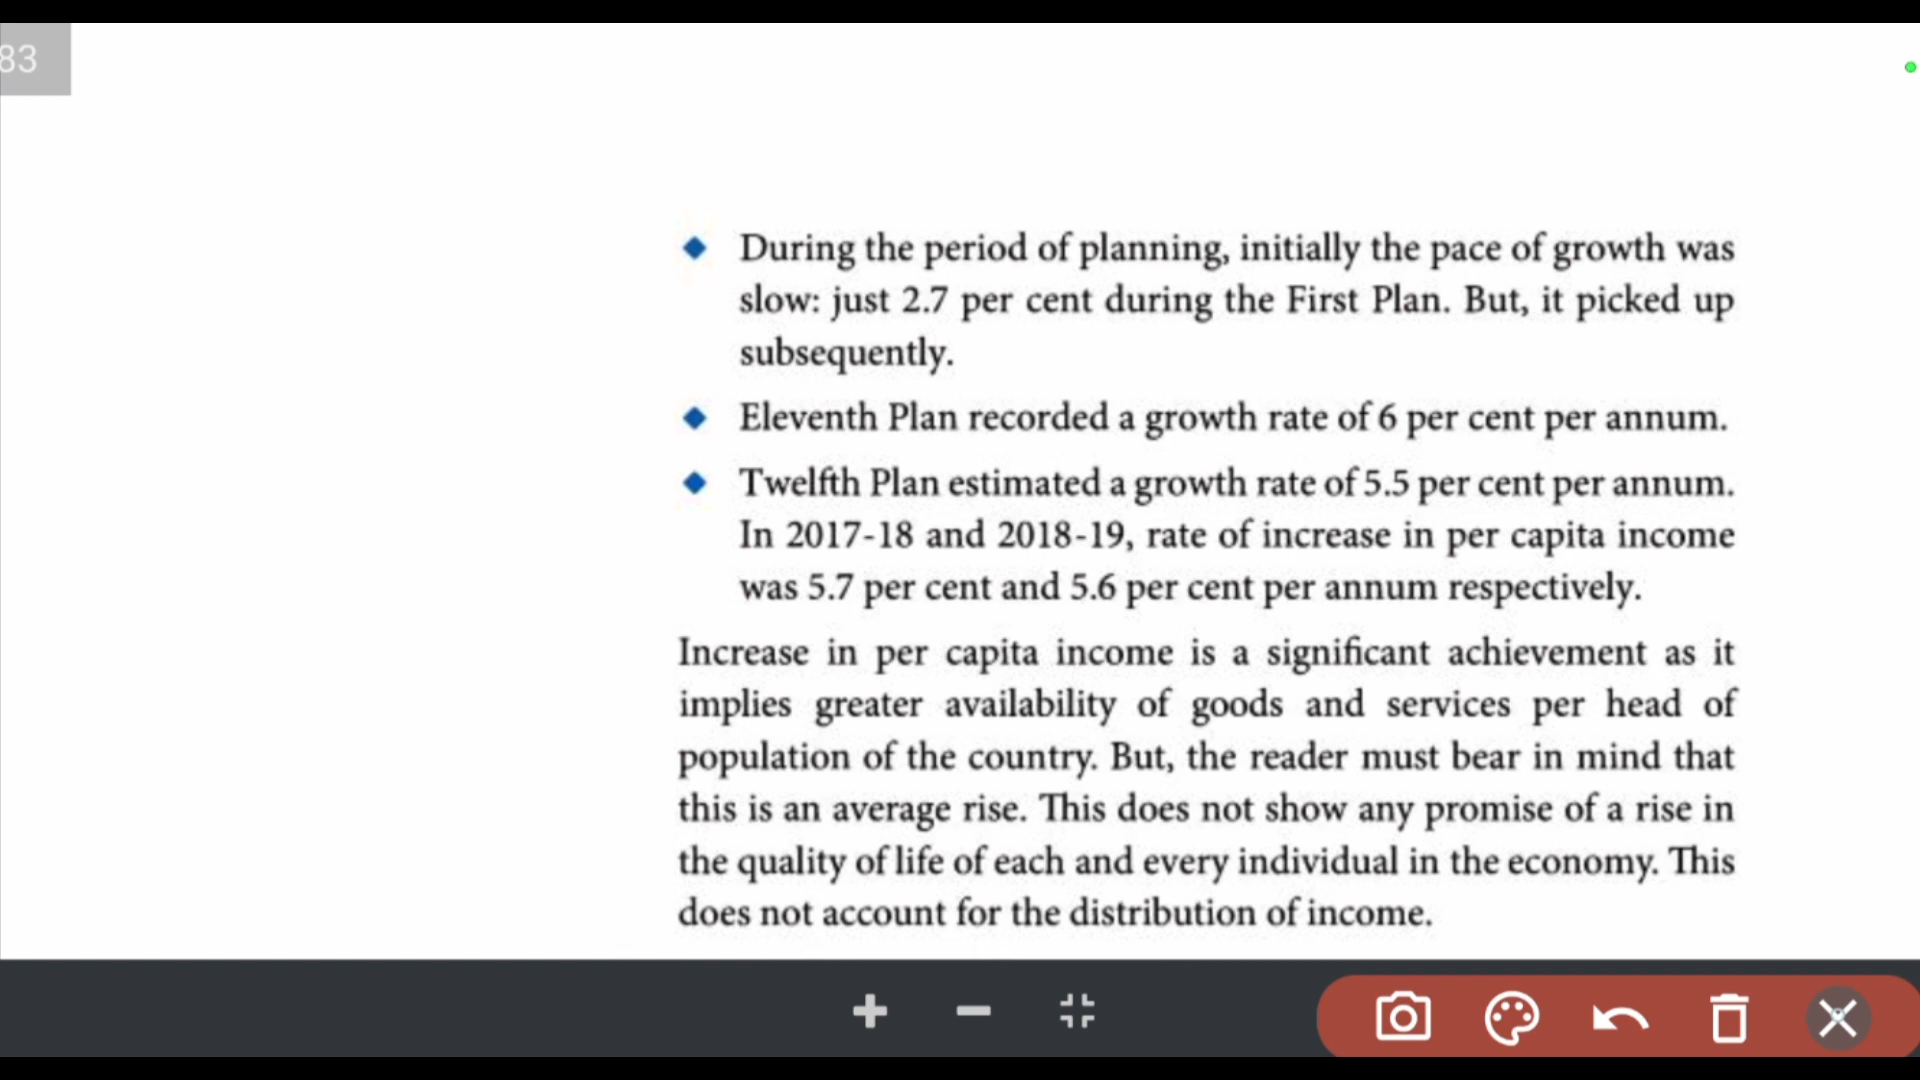 83
During the period of planning, initially the pace of growth was
slow: just 2.7 per cent during the First Plan. But, it picked up
subsequently.
Eleventh Plan recorded a growth rate of 6 per cent per annum.
Twelfth Plan estimated a growth rate of 5.5 per cent per annum.
In 2017-18 and 2018-19, rate of increase in per capita income
was 5.7 per cent and 5.6 per cent per annum respectively.
Increase in per capita income is a significant achievement as it
implies greater availability of goods and services per head of
population of the country. But, the reader must bear in mind that
this is an average rise. This does not show any promise of a rise in
the quality of life of each and every individual in the economy. This
does not account for the distribution of income.